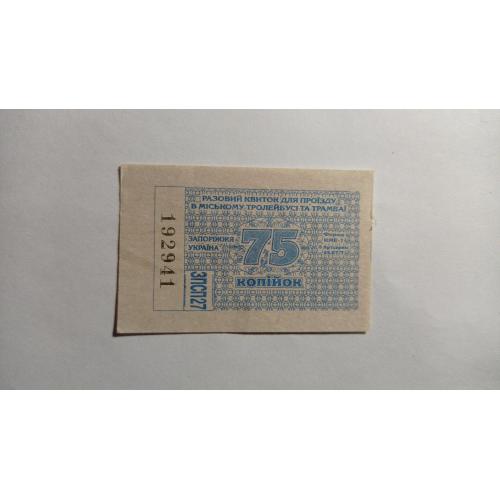 РАЗОВИЙ КВИТОК ДЛЯ ПРОЇЗДУ
В МІСЬКОМУ ТРОЛЕЙБУСІ ТА ТРАМВАЇ
ЗАПОРІЖЖЯ
УКРАЇНА
75
КОПІЙОК
ЗПС127
192941